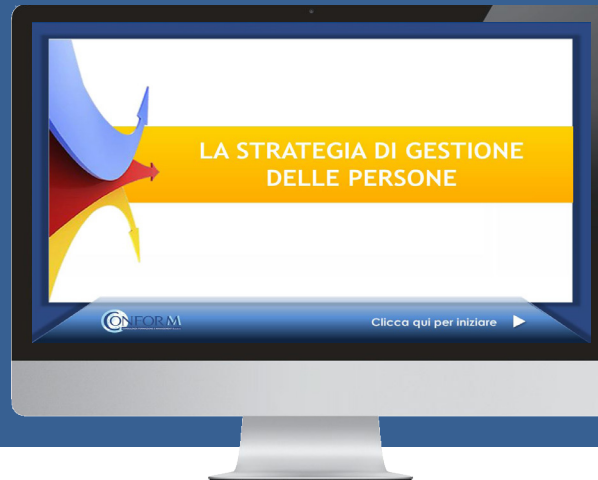 LA STRATEGIA DI GESTIONE
DELLE PERSONE
CONFORM
Clicca qui per iniziare